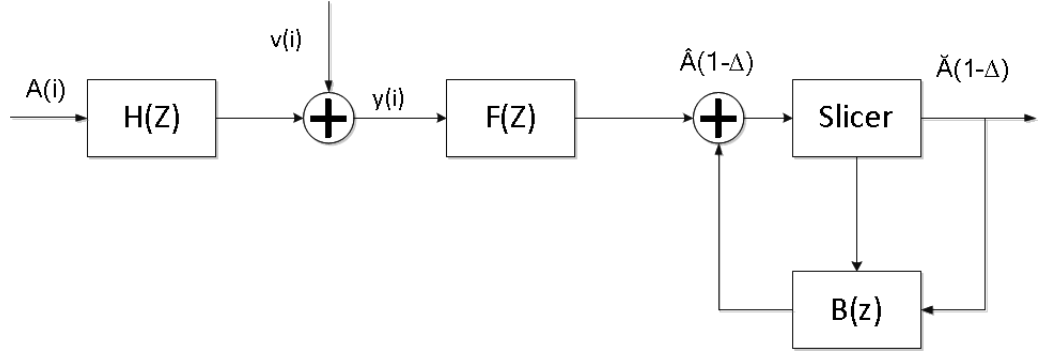 A(i)
H(Z)
v(i)
+
y(i)
F(Z)
Â(1-Δ)
+
Slicer
Ă(1-Δ)
B(z)